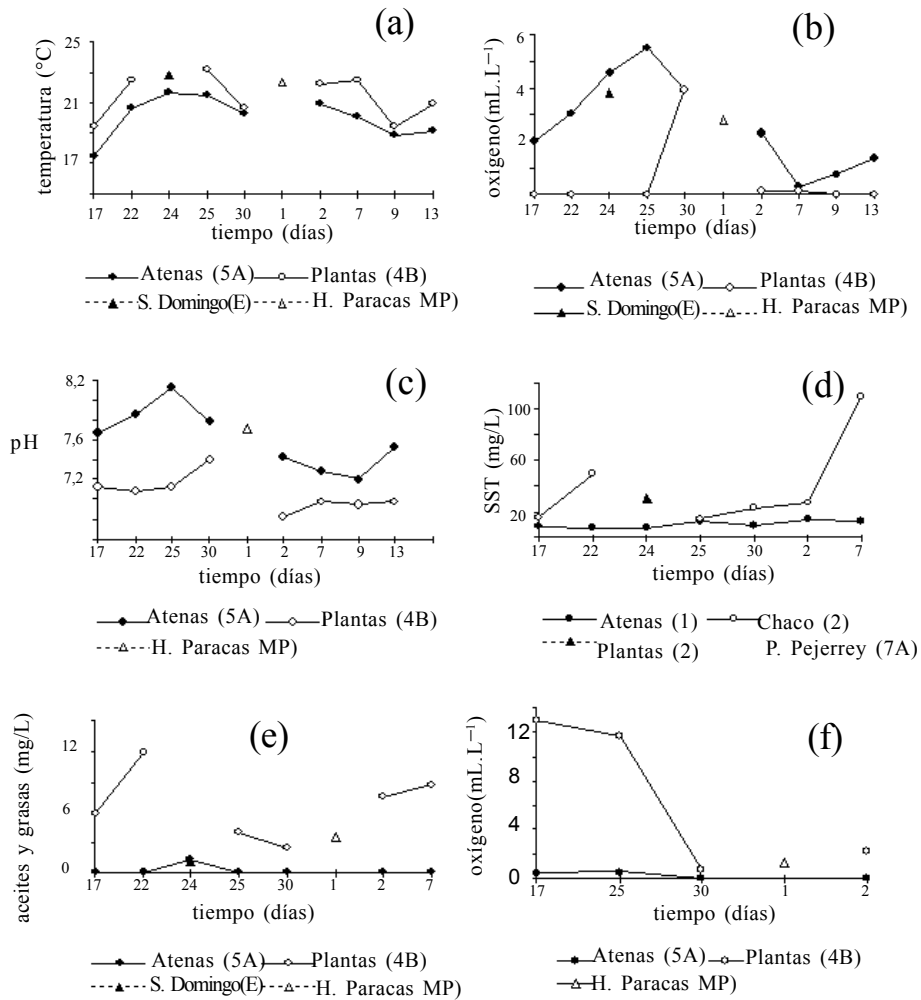 (a)
temperatura (°C)
25
21
17
17 22 24 25 30 1 2 7 9 13
tiempo (días)
Atenas (5A) Plantas (4B)
S. Domingo(E) H. Paracas MP)
(b)
oxígeno(mL.L⁻¹)
6
4
2
0
17 22 24 25 30 1 2 7 9 13
tiempo (días)
Atenas (5A) Plantas (4B)
S. Domingo(E) H. Paracas MP)
(c)
pH
8,2
7,6
7,2
17 22 25 30 1 2 7 9 13
tiempo (días)
Atenas (5A) Plantas (4B)
H. Paracas MP)
(d)
SST (mg/L)
100
60
20
17 22 24 25 30 2 7
tiempo (días)
Atenas (1) Chaco (2)
Plantas (2) P. Pejerrey (7A)
(e)
aceites y grasas (mg/L)
12
6
0
17 22 24 25 30 1 2 7
tiempo (días)
Atenas (5A) Plantas (4B)
S. Domingo(E) H. Paracas MP)
(f)
oxígeno(mL.L⁻¹)
12
8
4
0
17 25 30 1 2
tiempo (días)
Atenas (5A) Plantas (4B)
H. Paracas MP)